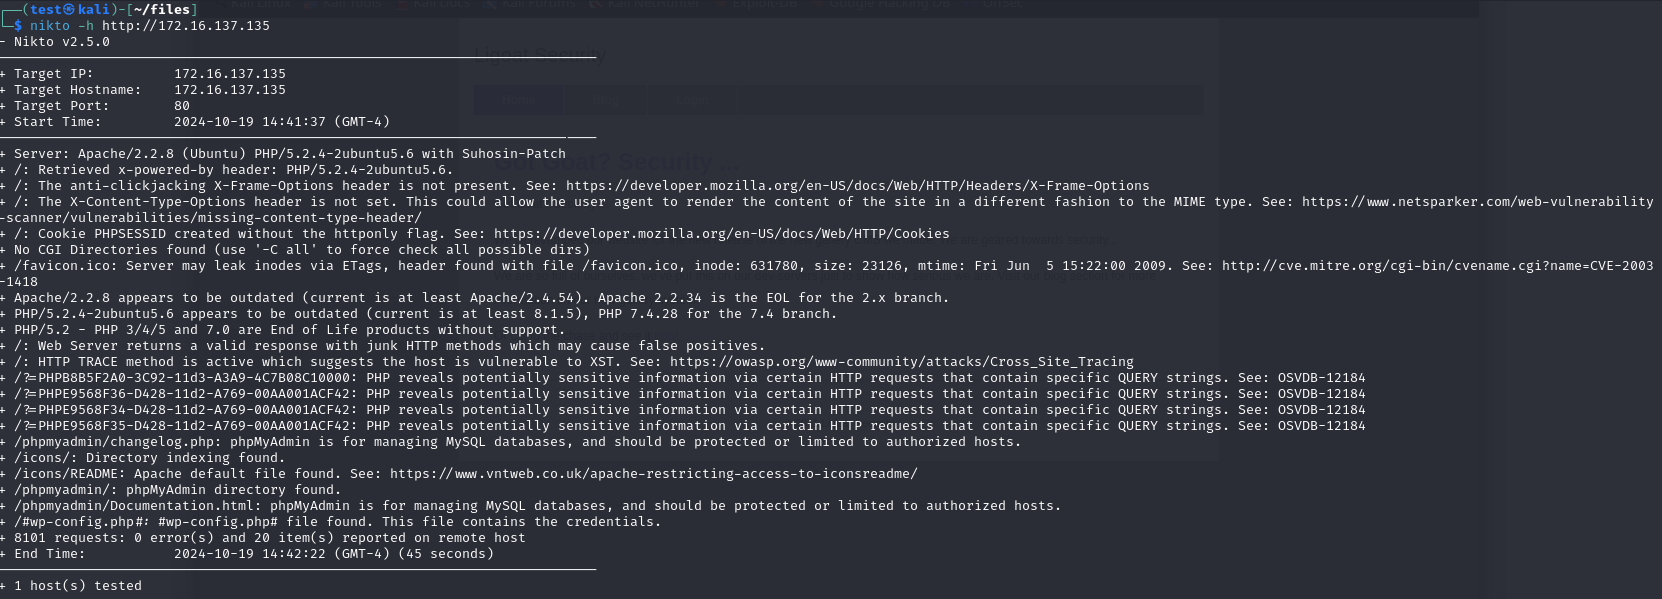 Kali Linux Kali Tools Kali Docs Kali Forums Kali NetHunter Exploit-DB Google Hacking DB OffSec
┌──(test㉿kali)-[~/files]
└─$ nikto -h http://172.16.137.135
- Nikto v2.5.0
Ligoat Security
+ Target IP:          172.16.137.135
+ Target Hostname:    172.16.137.135
+ Target Port:        80
+ Start Time:         2024-10-19 14:41:37 (GMT-4)
+ Server: Apache/2.2.8 (Ubuntu) PHP/5.2.4-2ubuntu5.6 with Suhosin-Patch
Got Goat? Security ...
+ /: Retrieved x-powered-by header: PHP/5.2.4-2ubuntu5.6.
+ /: The anti-clickjacking X-Frame-Options header is not present. See: https://developer.mozilla.org/en-US/docs/Web/HTTP/Headers/X-Frame-Options
+ /: The X-Content-Type-Options header is not set. This could allow the user agent to render the content of the site in a different fashion to the MIME type. See: https://www.netsparker.com/web-vulnerability
-scanner/vulnerabilities/missing-content-type-header/
+ /: Cookie PHPSESSID created without the httponly flag. See: https://developer.mozilla.org/en-US/docs/Web/HTTP/Cookies
+ No CGI Directories found (use '-C all' to force check all possible dirs)
+ /favicon.ico: Server may leak inodes via ETags, header found with file /favicon.ico, inode: 631780, size: 23126, mtime: Fri Jun  5 15:22:00 2009. See: http://cve.mitre.org/cgi-bin/cvename.cgi?name=CVE-2003
-1418
+ Apache/2.2.8 appears to be outdated (current is at least Apache/2.4.54). Apache 2.2.34 is the EOL for the 2.x branch.
+ PHP/5.2.4-2ubuntu5.6 appears to be outdated (current is at least 8.1.5), PHP 7.4.28 for the 7.4 branch.
+ PHP/5.2 - PHP 3/4/5 and 7.0 are End of Life products without support.
+ /: Web Server returns a valid response with junk HTTP methods which may cause false positives.
+ /: HTTP TRACE method is active which suggests the host is vulnerable to XST. See: https://owasp.org/www-community/attacks/Cross_Site_Tracing
+ /?=PHPB8B5F2A0-3C92-11d3-A3A9-4C7B08C10000: PHP reveals potentially sensitive information via certain HTTP requests that contain specific QUERY strings. See: OSVDB-12184
+ /?=PHPE9568F36-D428-11d2-A769-00AA001ACF42: PHP reveals potentially sensitive information via certain HTTP requests that contain specific QUERY strings. See: OSVDB-12184
+ /?=PHPE9568F34-D428-11d2-A769-00AA001ACF42: PHP reveals potentially sensitive information via certain HTTP requests that contain specific QUERY strings. See: OSVDB-12184
+ /?=PHPE9568F35-D428-11d2-A769-00AA001ACF42: PHP reveals potentially sensitive information via certain HTTP requests that contain specific QUERY strings. See: OSVDB-12184
+ /phpmyadmin/changelog.php: phpMyAdmin is for managing MySQL databases, and should be protected or limited to authorized hosts.
+ /icons/: Directory indexing found.
+ /icons/README: Apache default file found. See: https://www.vntweb.co.uk/apache-restricting-access-to-iconsreadme/
+ /phpmyadmin/: phpMyAdmin directory found.
+ /phpmyadmin/Documentation.html: phpMyAdmin is for managing MySQL databases, and should be protected or limited to authorized hosts.
+ /#wp-config.php#: #wp-config.php# file found. This file contains the credentials.
+ 8101 requests: 0 error(s) and 20 item(s) reported on remote host
+ End Time:           2024-10-19 14:42:22 (GMT-4) (45 seconds)
+ 1 host(s) tested